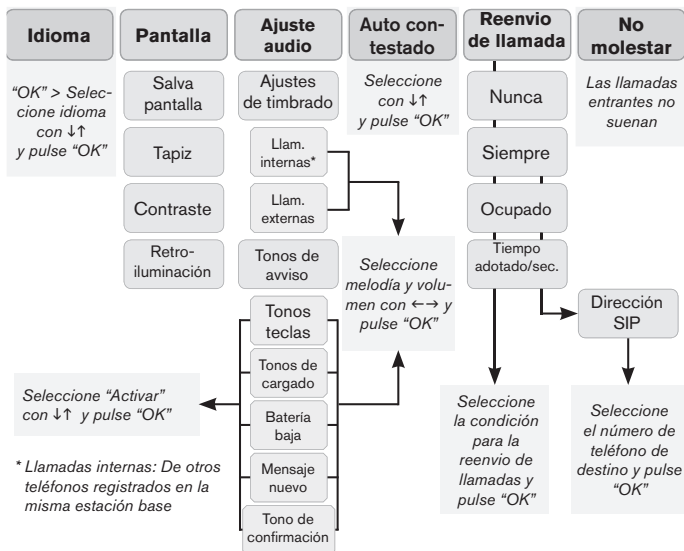 Idioma
Pantalla
Ajuste
audio
Auto con-
testado
Reenvio
de llamada
No
molestar
“OK” > Selec-
cione idioma
con ↓↑
y pulse “OK”
Salva
pantalla
Tapiz
Contraste
Retro-
iluminación
Ajustes
de timbrado
Llam.
internas*
Llam.
externas
Tonos de
avviso
Tonos
teclas
Tonos de
cargado
Batería
baja
Mensaje
nuevo
Tono de
confirmación
Seleccione
con ↓↑
y pulse “OK”
Seleccione
melodía y volu-
men con ←→ y
pulse “OK”
Nunca
Siempre
Ocupado
Tiempo
adotado/sec.
Las llamadas
entrantes no
suenan
Dirección
SIP
Seleccione “Activar”
con ↓↑ y pulse “OK”
* Llamadas internas: De otros
teléfonos registrados en la
misma estación base
Seleccione
la condición
para la
reenvio de
llamadas y
pulse “OK”
Seleccione
el número de
teléfono de
destino y pulse
“OK”